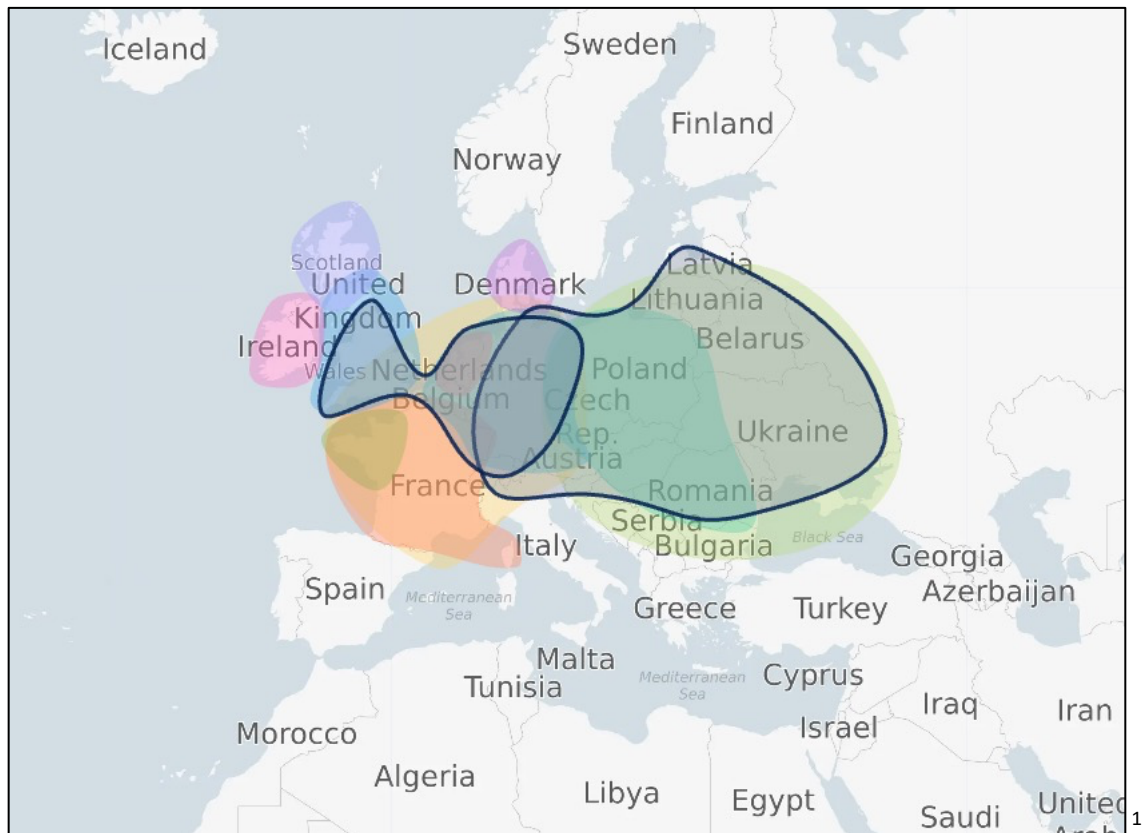 Iceland
Sweden
Finland
Norway
Scotland
United
Kingdom
Denmark
Latvia
Lithuania
Ireland
Wales
Netherlands
Belgium
Belarus
Poland
Czech
Rep.
Austria
Ukraine
France
Romania
Serbia
Bulgaria
Black Sea
Italy
Georgia
Azerbaijan
Spain
Mediterranean
Sea
Greece
Turkey
Malta
Tunisia
Mediterranean
Sea
Cyprus
Iraq
Iran
Israel
Morocco
Algeria
Libya
Egypt
Saudi
United
Arab
1